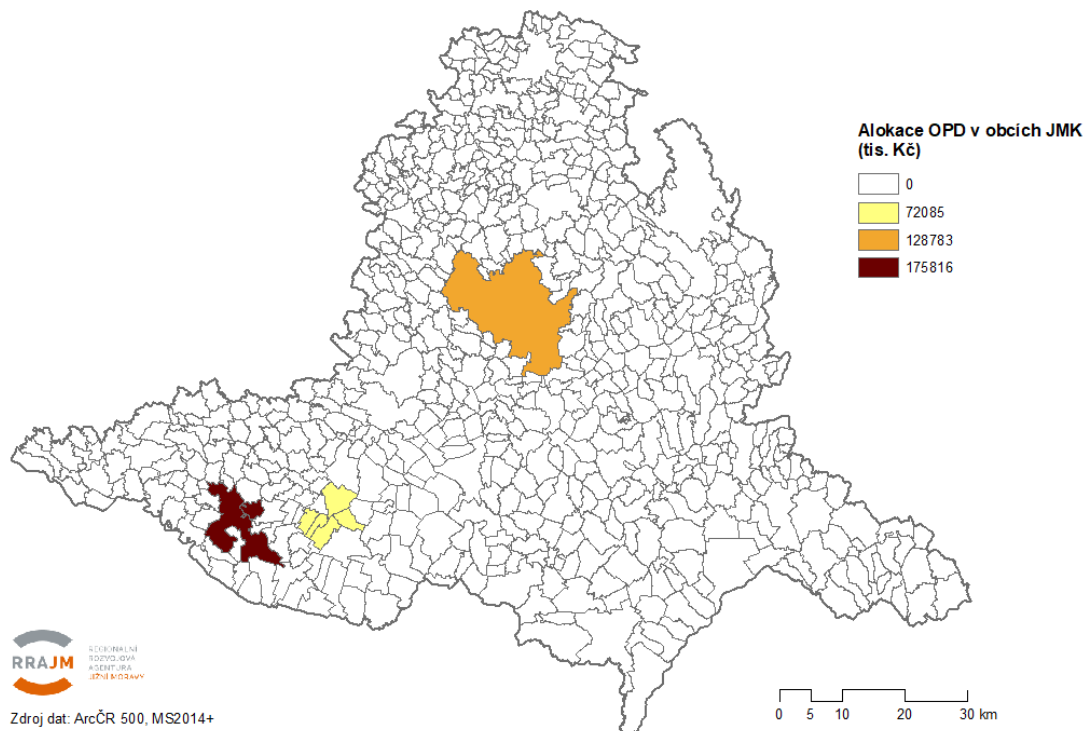 Alokace OPD v obcích JMK
(tis. Kč)
0
72085
128783
175816
RRAJM
REGIONÁLNÍ
ROZVOJOVÁ
AGENTURA
JIŽNÍ MORAVY
Zdroj dat: ArcČR 500, MS2014+
0 5 10 20 30 km